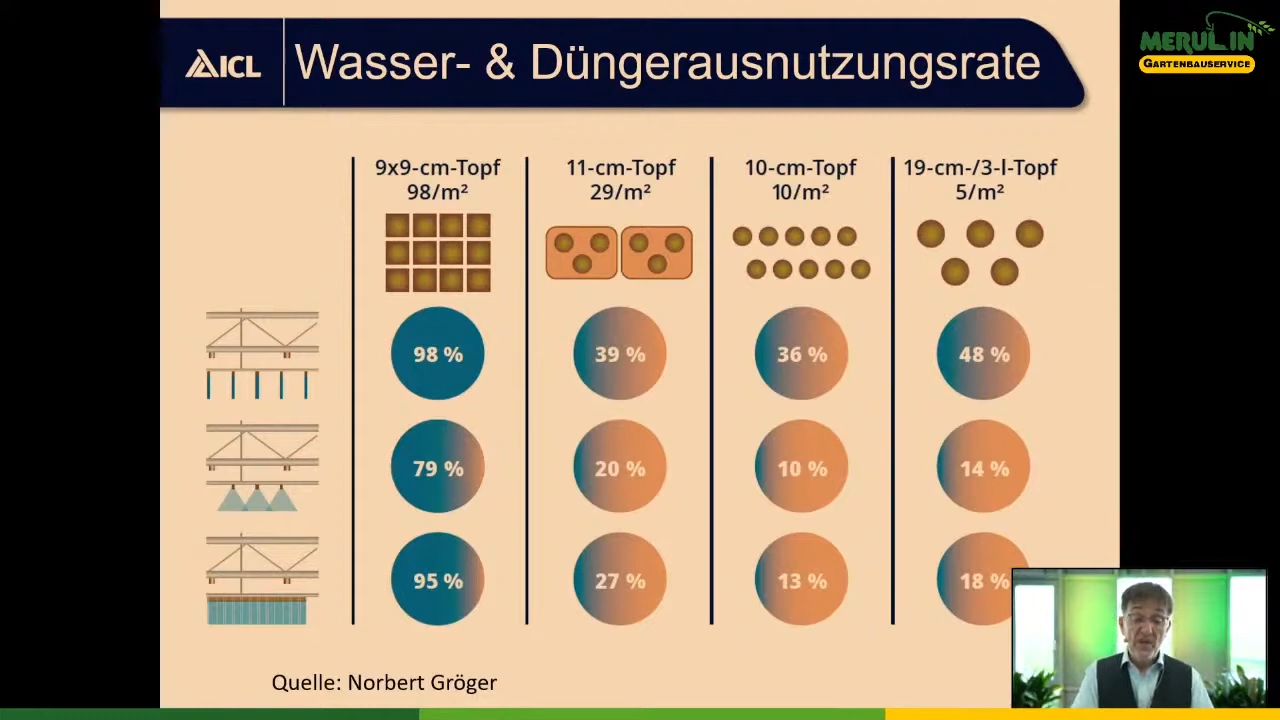 ICL
Wasser- & Düngerausnutzungsrate
MERUL.IN
GARTENBAUSERVICE
9x9-cm-Topf
98/m²
11-cm-Topf
29/m²
10-cm-Topf
10/m²
19-cm-/3-l-Topf
5/m²
98 %
39 %
36 %
48 %
79 %
20 %
10 %
14 %
95 %
27 %
13 %
18 %
Quelle: Norbert Gröger